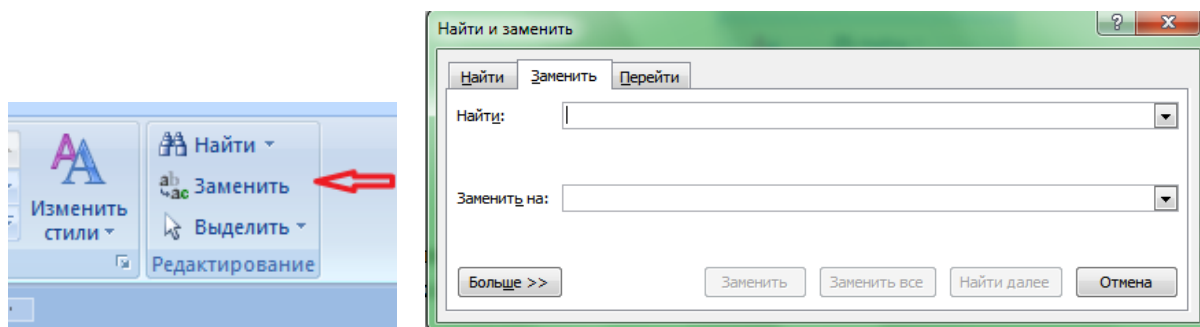 Найти
Заменить
Выделить
Изменить
стили
Редактирование
Найти и заменить
Найти Заменить Перейти
Найти:
Заменить на:
Больше >> Заменить Заменить все Найти далее Отмена